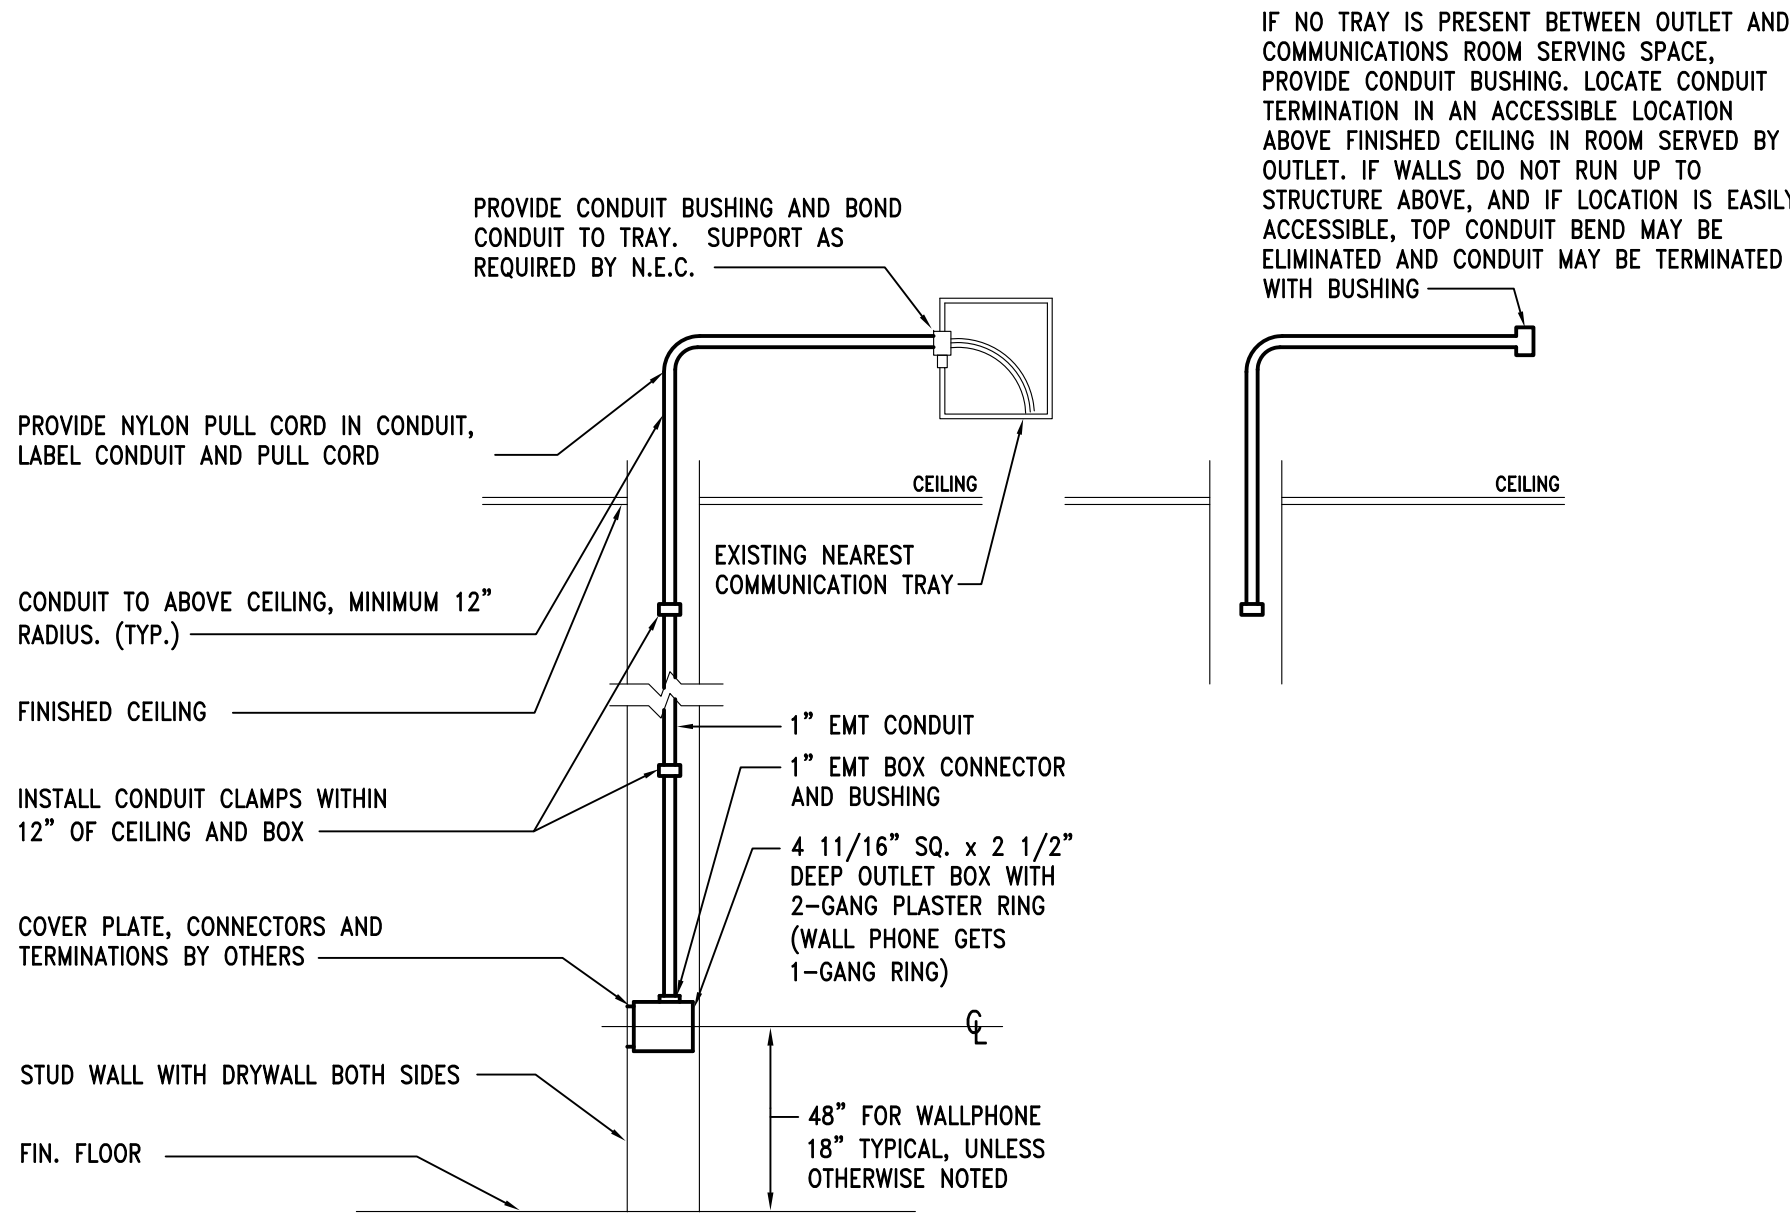 IF NO TRAY IS PRESENT BETWEEN OUTLET AND
COMMUNICATIONS ROOM SERVING SPACE,
PROVIDE CONDUIT BUSHING. LOCATE CONDUIT
TERMINATION IN AN ACCESSIBLE LOCATION
ABOVE FINISHED CEILING IN ROOM SERVED BY
OUTLET. IF WALLS DO NOT RUN UP TO
STRUCTURE ABOVE, AND IF LOCATION IS EASILY
ACCESSIBLE, TOP CONDUIT BEND MAY BE
ELIMINATED AND CONDUIT MAY BE TERMINATED
WITH BUSHING
PROVIDE CONDUIT BUSHING AND BOND
CONDUIT TO TRAY. SUPPORT AS
REQUIRED BY N.E.C.
PROVIDE NYLON PULL CORD IN CONDUIT,
LABEL CONDUIT AND PULL CORD
CEILING
CEILING
EXISTING NEAREST
COMMUNICATION TRAY
CONDUIT TO ABOVE CEILING, MINIMUM 12”
RADIUS. (TYP.)
FINISHED CEILING
1” EMT CONDUIT
1” EMT BOX CONNECTOR
AND BUSHING
INSTALL CONDUIT CLAMPS WITHIN
12” OF CEILING AND BOX
4 11/16” SQ. x 2 1/2”
DEEP OUTLET BOX WITH
2-GANG PLASTER RING
(WALL PHONE GETS
1-GANG RING)
COVER PLATE, CONNECTORS AND
TERMINATIONS BY OTHERS
CL
STUD WALL WITH DRYWALL BOTH SIDES
48” FOR WALLPHONE
18” TYPICAL, UNLESS
OTHERWISE NOTED
FIN. FLOOR